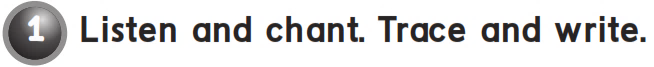 1 Listen and chant. Trace and write.